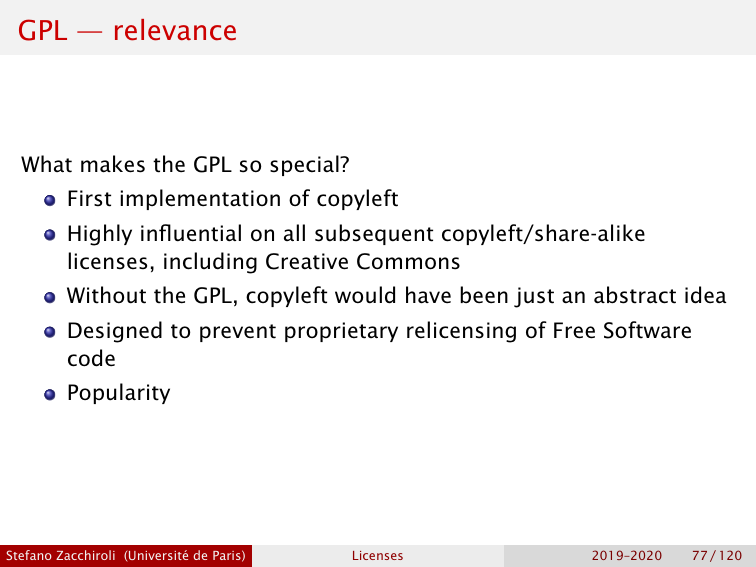 GPL — relevance
What makes the GPL so special?
First implementation of copyleft
Highly influential on all subsequent copyleft/share-alike
licenses, including Creative Commons
Without the GPL, copyleft would have been just an abstract idea
Designed to prevent proprietary relicensing of Free Software
code
Popularity
Stefano Zacchiroli (Université de Paris) Licenses 2019–2020 77 / 120